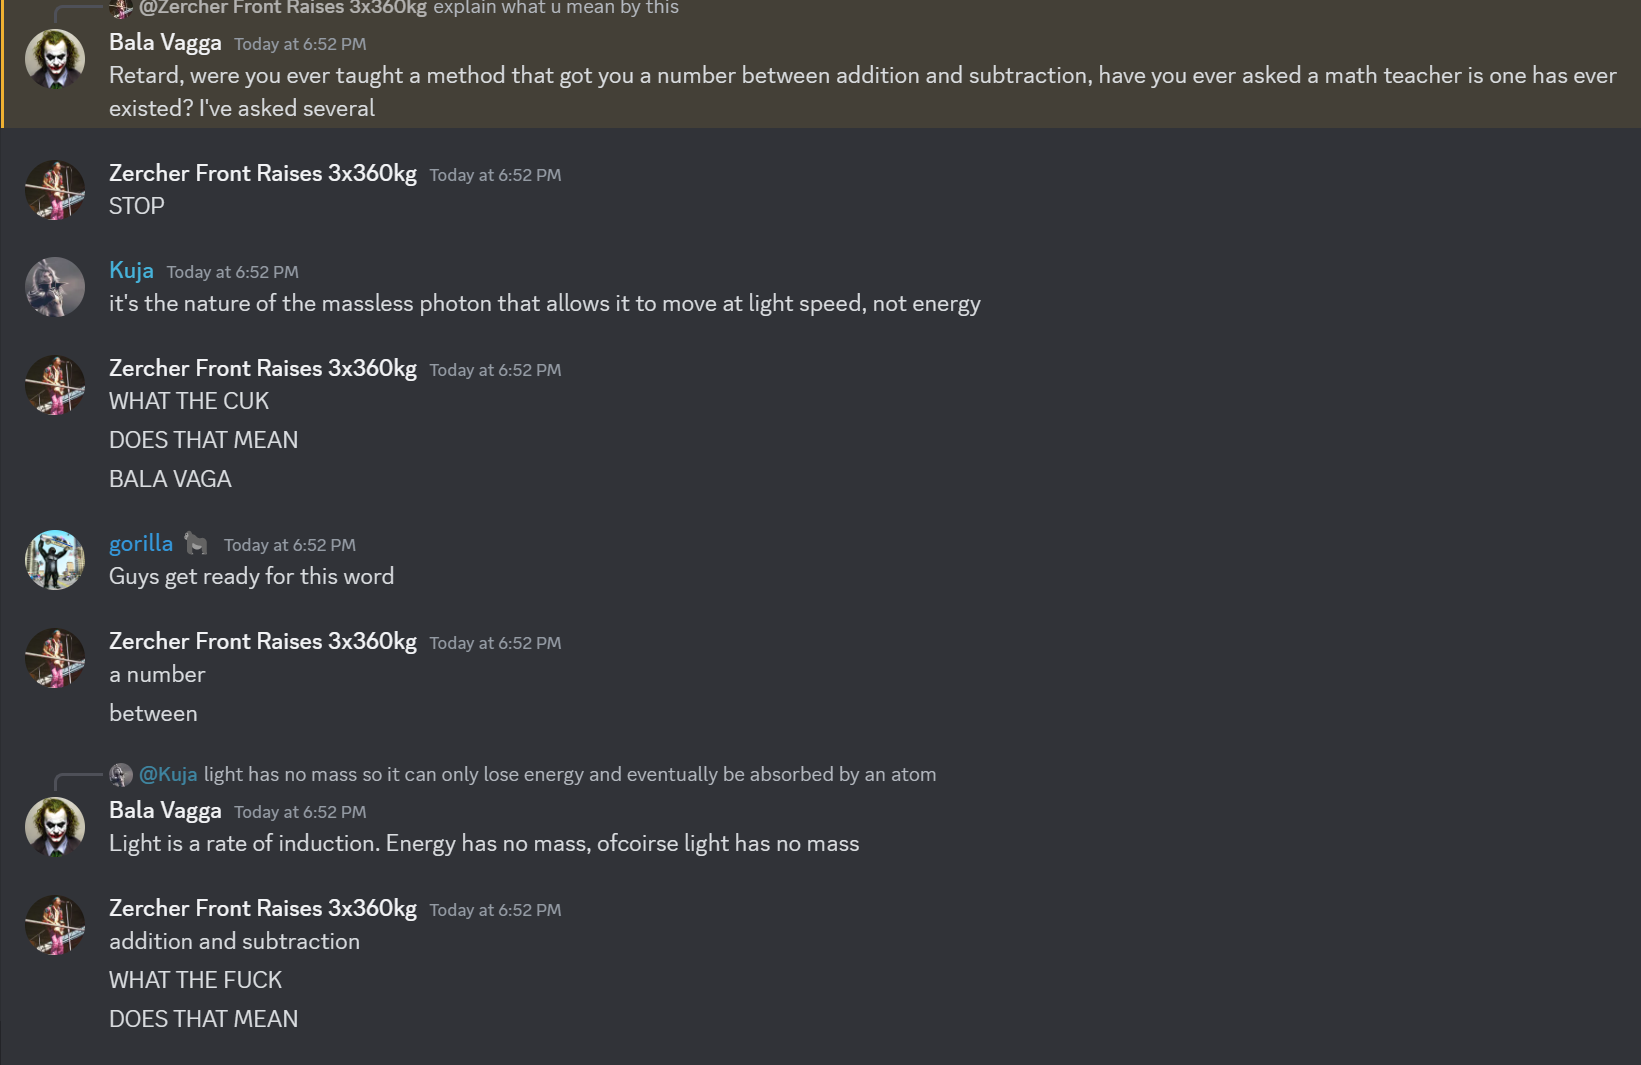 @Zercher Front Raises 3x360kg explain what u mean by this
Bala Vagga Today at 6:52 PM
Retard, were you ever taught a method that got you a number between addition and subtraction, have you ever asked a math teacher is one has ever
existed? I've asked several
Zercher Front Raises 3x360kg Today at 6:52 PM
STOP
Kuja Today at 6:52 PM
it's the nature of the massless photon that allows it to move at light speed, not energy
Zercher Front Raises 3x360kg Today at 6:52 PM
WHAT THE CUK
DOES THAT MEAN
BALA VAGA
gorilla 🦍 Today at 6:52 PM
Guys get ready for this word
Zercher Front Raises 3x360kg Today at 6:52 PM
a number
between
@Kuja light has no mass so it can only lose energy and eventually be absorbed by an atom
Bala Vagga Today at 6:52 PM
Light is a rate of induction. Energy has no mass, ofcoirse light has no mass
Zercher Front Raises 3x360kg Today at 6:52 PM
addition and subtraction
WHAT THE FUCK
DOES THAT MEAN